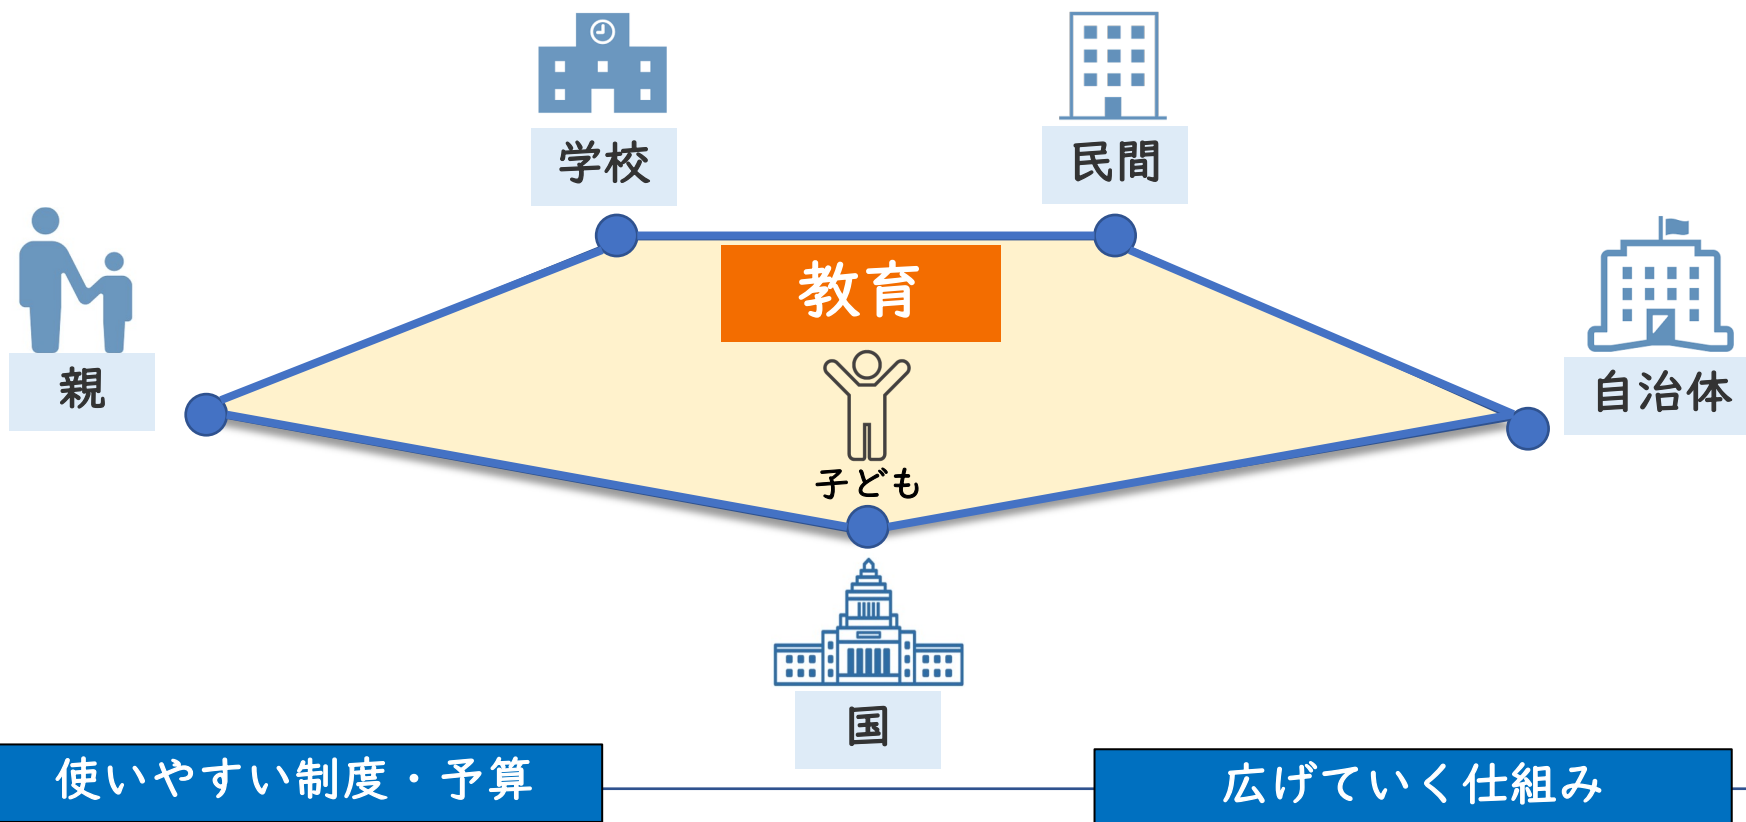 学校
民間
教育
親
自治体
子ども
国
使いやすい制度・予算
広げていく仕組み